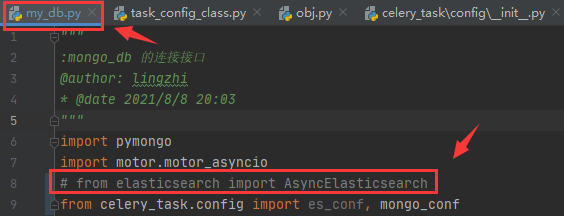 my_db.py task_config_class.py obj.py celery_task\config\__init__.py
1 """
2 :mongo_db 的连接接口
3 @author: lingzhi
4 * @date 2021/8/8 20:03
5 """
6 import pymongo
7 import motor.motor_asyncio
8 # from elasticsearch import AsyncElasticsearch
9 from celery_task.config import es_conf, mongo_conf